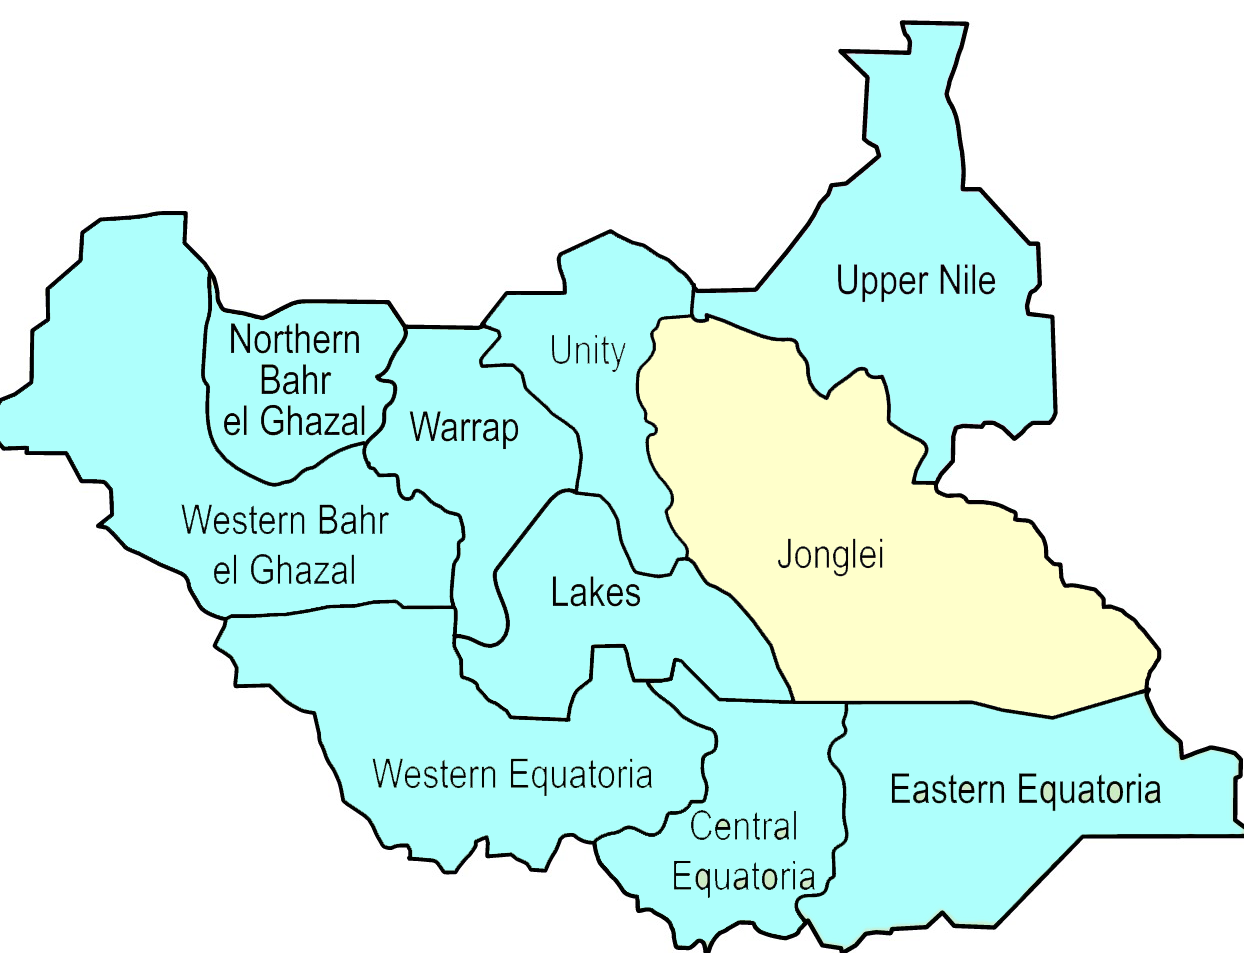 Upper Nile
Northern
Bahr
el Ghazal
Unity
Warrap
Western Bahr
el Ghazal
Jonglei
Lakes
Western Equatoria
Eastern Equatoria
Central
Equatoria